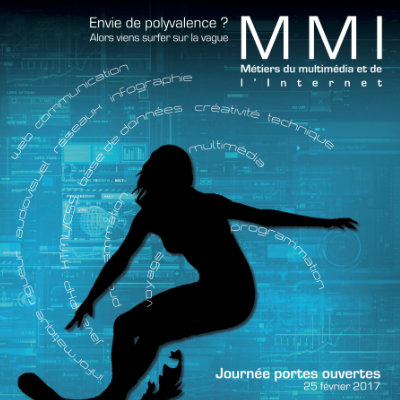 Envie de polyvalence ?
Alors viens surfer sur la vague
MMI
Métiers du multimédia et de
l'Internet
web communication
infographie
réseaux
base de données
créativité
technique
audiovisuel
multimédia
programmation
voyage
informatique
Journée portes ouvertes
25 février 2017